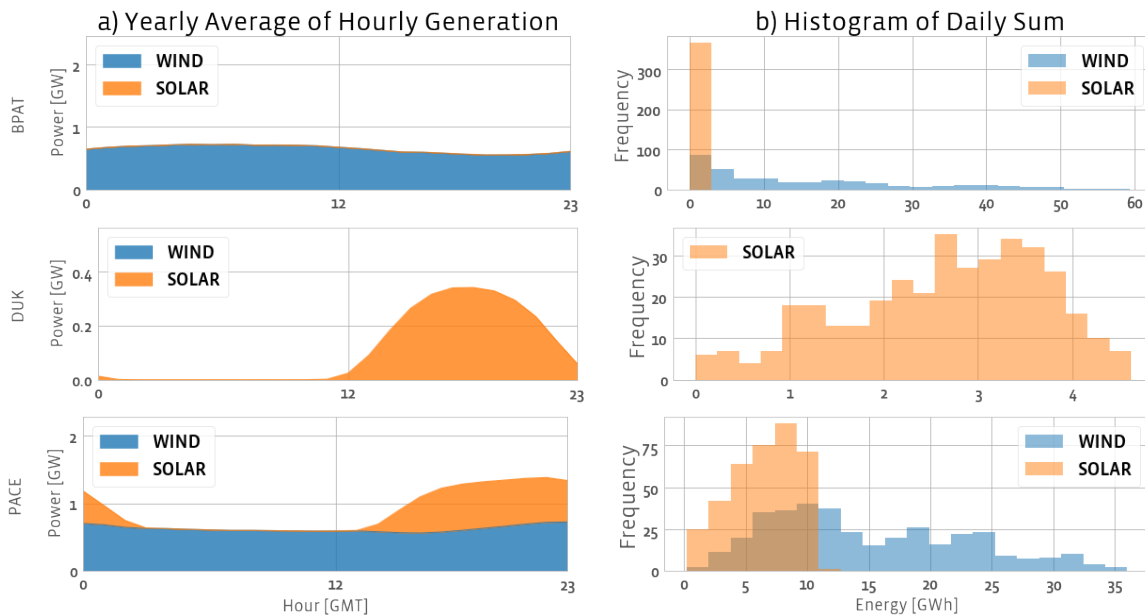 a) Yearly Average of Hourly Generation
b) Histogram of Daily Sum
BPAT
Power [GW]
2
1
0
0
12
23
WIND
SOLAR
Frequency
300
200
100
0
0
10
20
30
40
50
60
WIND
SOLAR
DUK
Power [GW]
0.4
0.2
0.0
12
23
WIND
SOLAR
Frequency
30
20
10
0
0
1
2
3
4
SOLAR
PACE
Power [GW]
2
1
0
0
12
23
WIND
SOLAR
Hour [GMT]
Frequency
75
50
25
0
0
5
10
15
20
25
30
35
WIND
SOLAR
Energy [GWh]